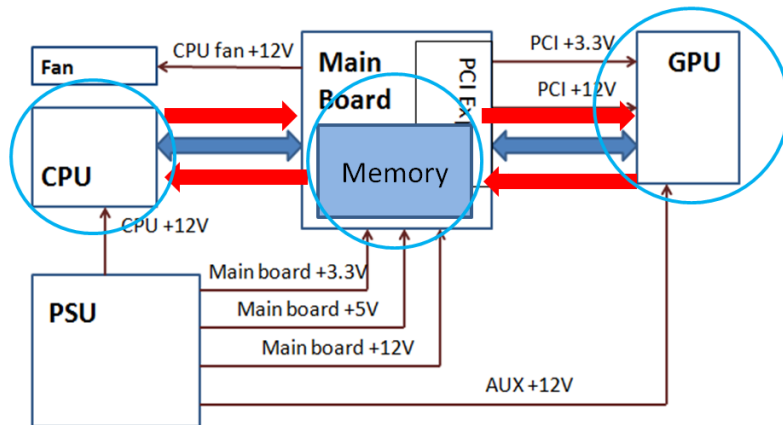 CPU fan +12V
Fan
Main
Board
PCI Ex
PCI +3.3V
PCI +12V
GPU
CPU
Memory
CPU +12V
PSU
Main board +3.3V
Main board +5V
Main board +12V
AUX +12V